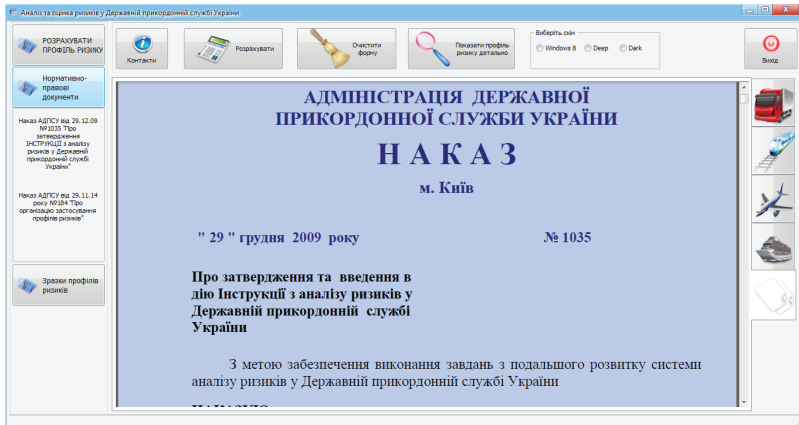 Аналіз та оцінка ризиків у Державній прикордонній службі України
РОЗРАХУВАТИ
ПРОФІЛЬ РИЗИКУ
Контакти
Розрахувати
Очистити
форму
Показати профіль
ризику детально
Виберіть скін
Windows 8
Deep
Dark
Вихід
Нормативно-
правові
документи
Наказ АДПСУ від 29.12.09
№1035 "Про
затвердження
ІНСТРУКЦІЇ з аналізу
ризиків у Державній
прикордонній службі
України"
Наказ АДПСУ від 29.11.14
року №184 "Про
організацію застосування
профілів ризиків"
Зразки профілів
ризиків
АДМІНІСТРАЦІЯ ДЕРЖАВНОЇ
ПРИКОРДОННОЇ СЛУЖБИ УКРАЇНИ
Н А К А З
м. Київ
" 29 " грудня 2009 року № 1035
Про затвердження та введення в
дію Інструкції з аналізу ризиків у
Державній прикордонній службі
України
З метою забезпечення виконання завдань з подальшого розвитку системи
аналізу ризиків у Державній прикордонній службі України